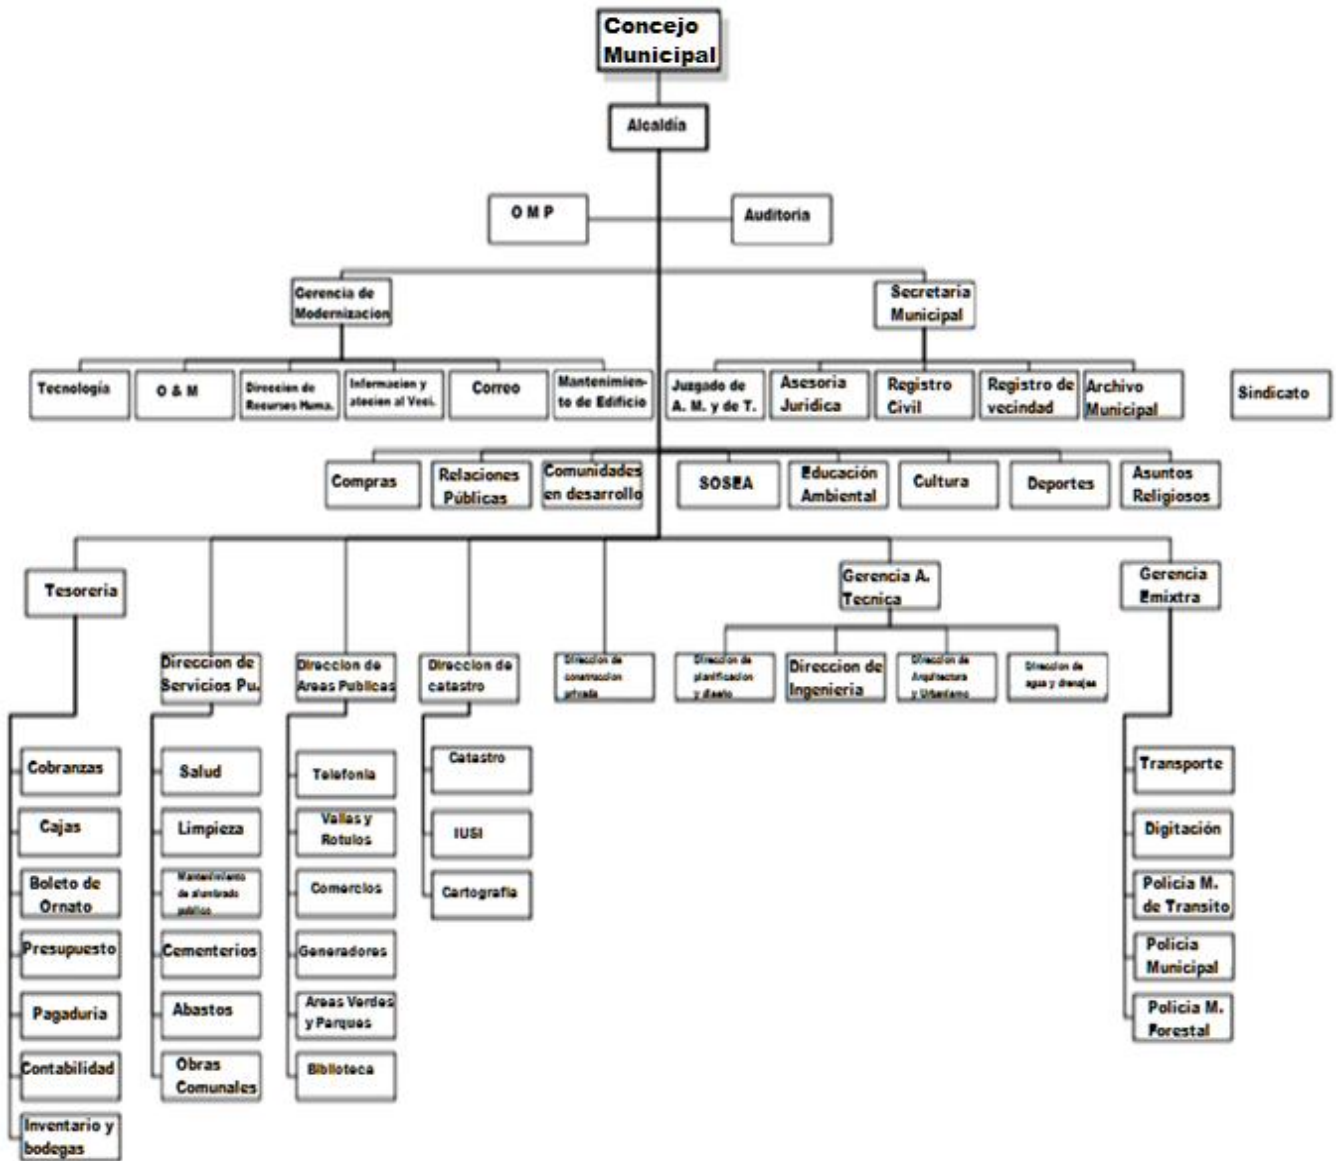 Concejo
Municipal
Alcaldía
O M P
Auditoria
Gerencia de
Modernizacion
Secretaria
Municipal
Tecnología
O & M
Direccion de
Recursos Huma.
Informacion y
atecion al Veci.
Correo
Mantenimien-
to de Edificio
Juzgado de
A. M. y de T.
Asesoria
Juridica
Registro
Civil
Registro de
vecindad
Archivo
Municipal
Sindicato
Compras
Relaciones
Públicas
Comunidades
en desarrollo
SOSEA
Educación
Ambiental
Cultura
Deportes
Asuntos
Religiosos
Tesoreria
Gerencia A.
Tecnica
Gerencia
Emixtra
Direccion de
Servicios Pu.
Direccion de
Areas Publicas
Direccion de
catastro
Direccion de
construccion
privada
Direccion de
planificacion
y diseño
Direccion de
Ingenieria
Direccion de
Arquitectura
y Urbanismo
Direccion de
agua y drenajes
Cobranzas
Cajas
Boleto de
Ornato
Presupuesto
Pagaduria
Contabilidad
Inventario y
bodegas
Salud
Limpieza
Mantenimiento
de alumbrado
publico
Cementerios
Abastos
Obras
Comunales
Telefonia
Vallas y
Rotulos
Comercios
Generadores
Areas Verdes
y Parques
Biblioteca
Catastro
IUSI
Cartografia
Transporte
Digitación
Policia M.
de Transito
Policia
Municipal
Policia M.
Forestal